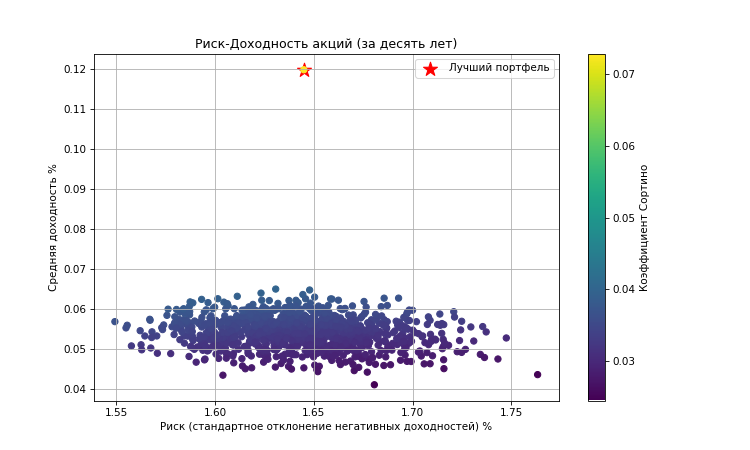 Риск-Доходность акций (за десять лет)
Лучший портфель
Средняя доходность %
0.12
0.11
0.10
0.09
0.08
0.07
0.06
0.05
0.04
1.55 1.60 1.65 1.70 1.75
Риск (стандартное отклонение негативных доходностей) %
0.07
0.06
0.05
0.04
0.03
Коэффициент Сортино